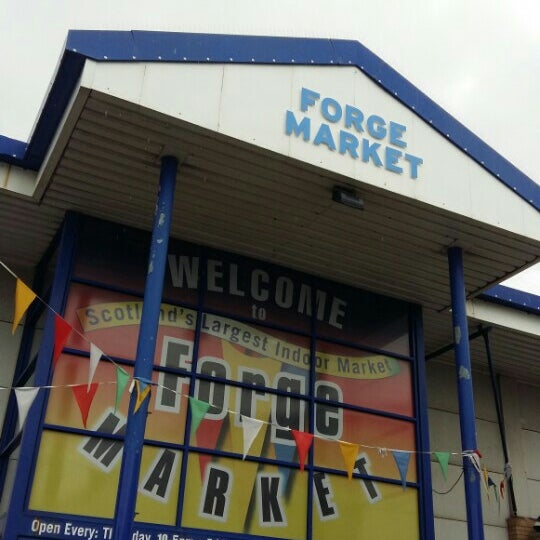 FORGE
MARKET
WELCOME
to
Scotland's Largest Indoor Market
Forge
MARKET
Open Every: